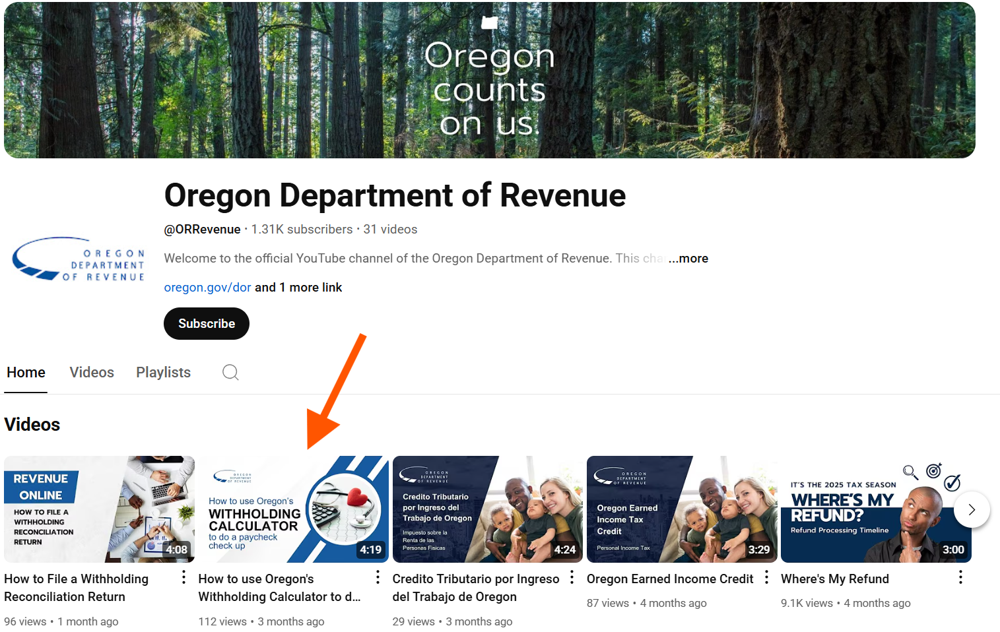 Oregon
counts
on us.
Oregon Department of Revenue
@ORRevenue · 1.31K subscribers · 31 videos
Welcome to the official YouTube channel of the Oregon Department of Revenue. This cha ...more
oregon.gov/dor and 1 more link
Subscribe
OREGON
DEPARTMENT
OF REVENUE
Home Videos Playlists
Videos
REVENUE
ONLINE
HOW TO FILE A
WITHHOLDING
RECONCILIATION
RETURN
4:08
How to File a Withholding
Reconciliation Return
96 views • 1 month ago
OREGON
DEPARTMENT
OF REVENUE
How to use Oregon's
WITHHOLDING
CALCULATOR
to do a paycheck
check up
4:19
How to use Oregon's
Withholding Calculator to d...
112 views • 3 months ago
OREGON
DEPARTMENT
OF REVENUE
Credito Tributario
por Ingreso del
Trabajo de Oregon
Impuesto sobre la
Renta de las
Personas Fisicas
4:24
Credito Tributario por Ingreso
del Trabajo de Oregon
29 views • 3 months ago
OREGON
DEPARTMENT
OF REVENUE
Oregon Earned
Income Tax
Credit
Personal Income Tax
3:29
Oregon Earned Income Credit
87 views • 4 months ago
IT'S THE 2025 TAX SEASON
WHERE'S MY
REFUND?
Refund Processing Timeline
3:00
Where's My Refund
9.1K views • 4 months ago